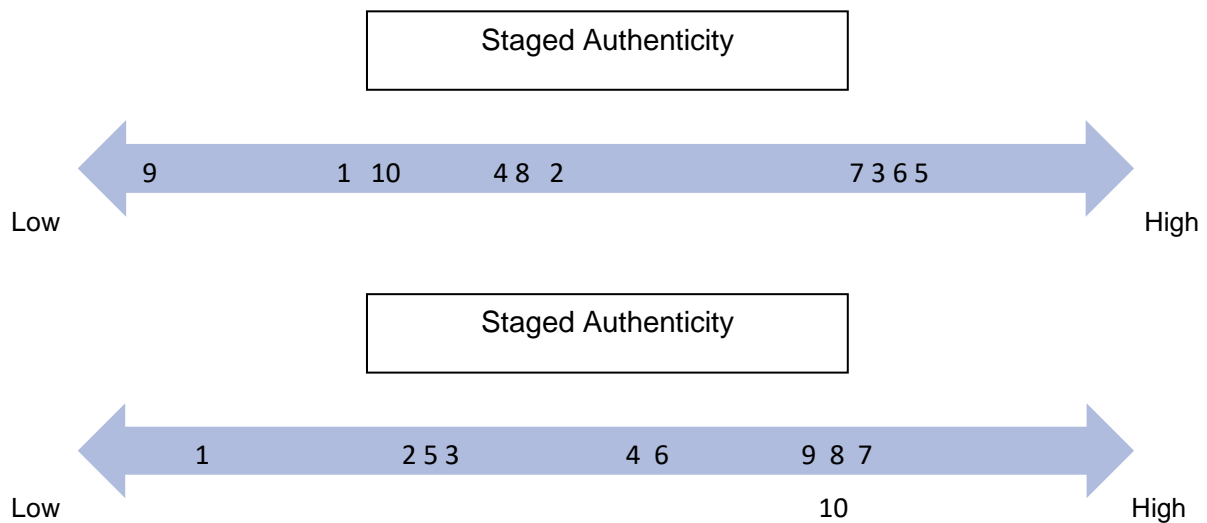 Staged Authenticity
9 1 10 4 8 2 7 3 6 5
Low High
Staged Authenticity
1 2 5 3 4 6 9 8 7
Low 10 High